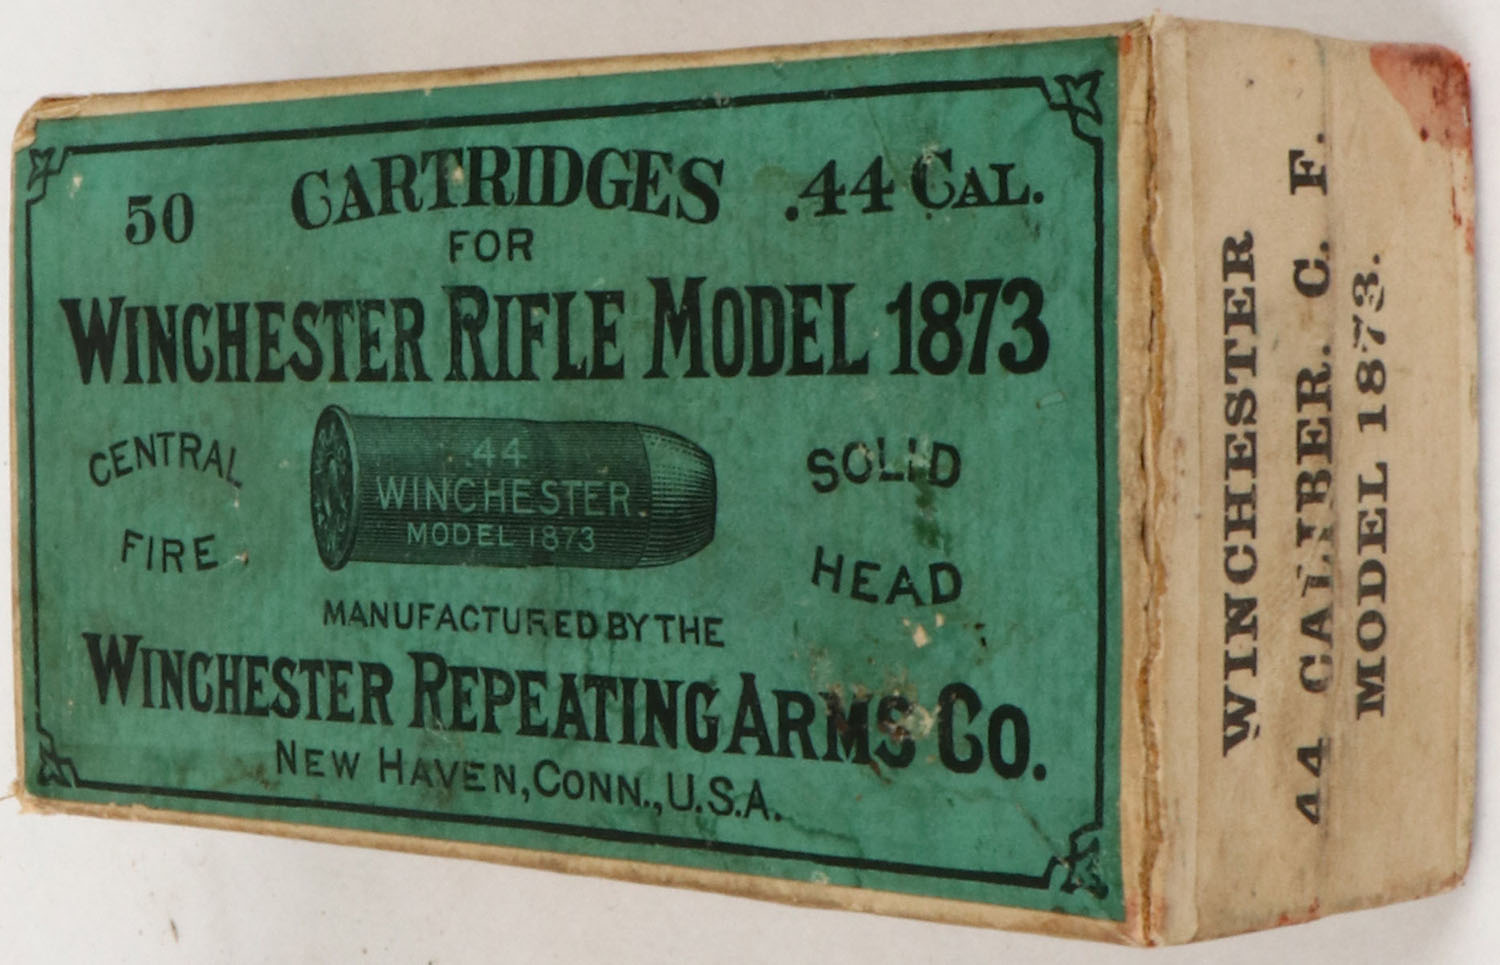 50 CARTRIDGES .44 CAL.
FOR
WINCHESTER RIFLE MODEL 1873
CENTRAL
FIRE
.44
WINCHESTER.
MODEL 1873
SOLID
HEAD
MANUFACTURED BY THE
WINCHESTER REPEATING ARMS CO.
NEW HAVEN, CONN., U.S.A.
WINCHESTER
44 CALIBER. C. F.
MODEL 1873.